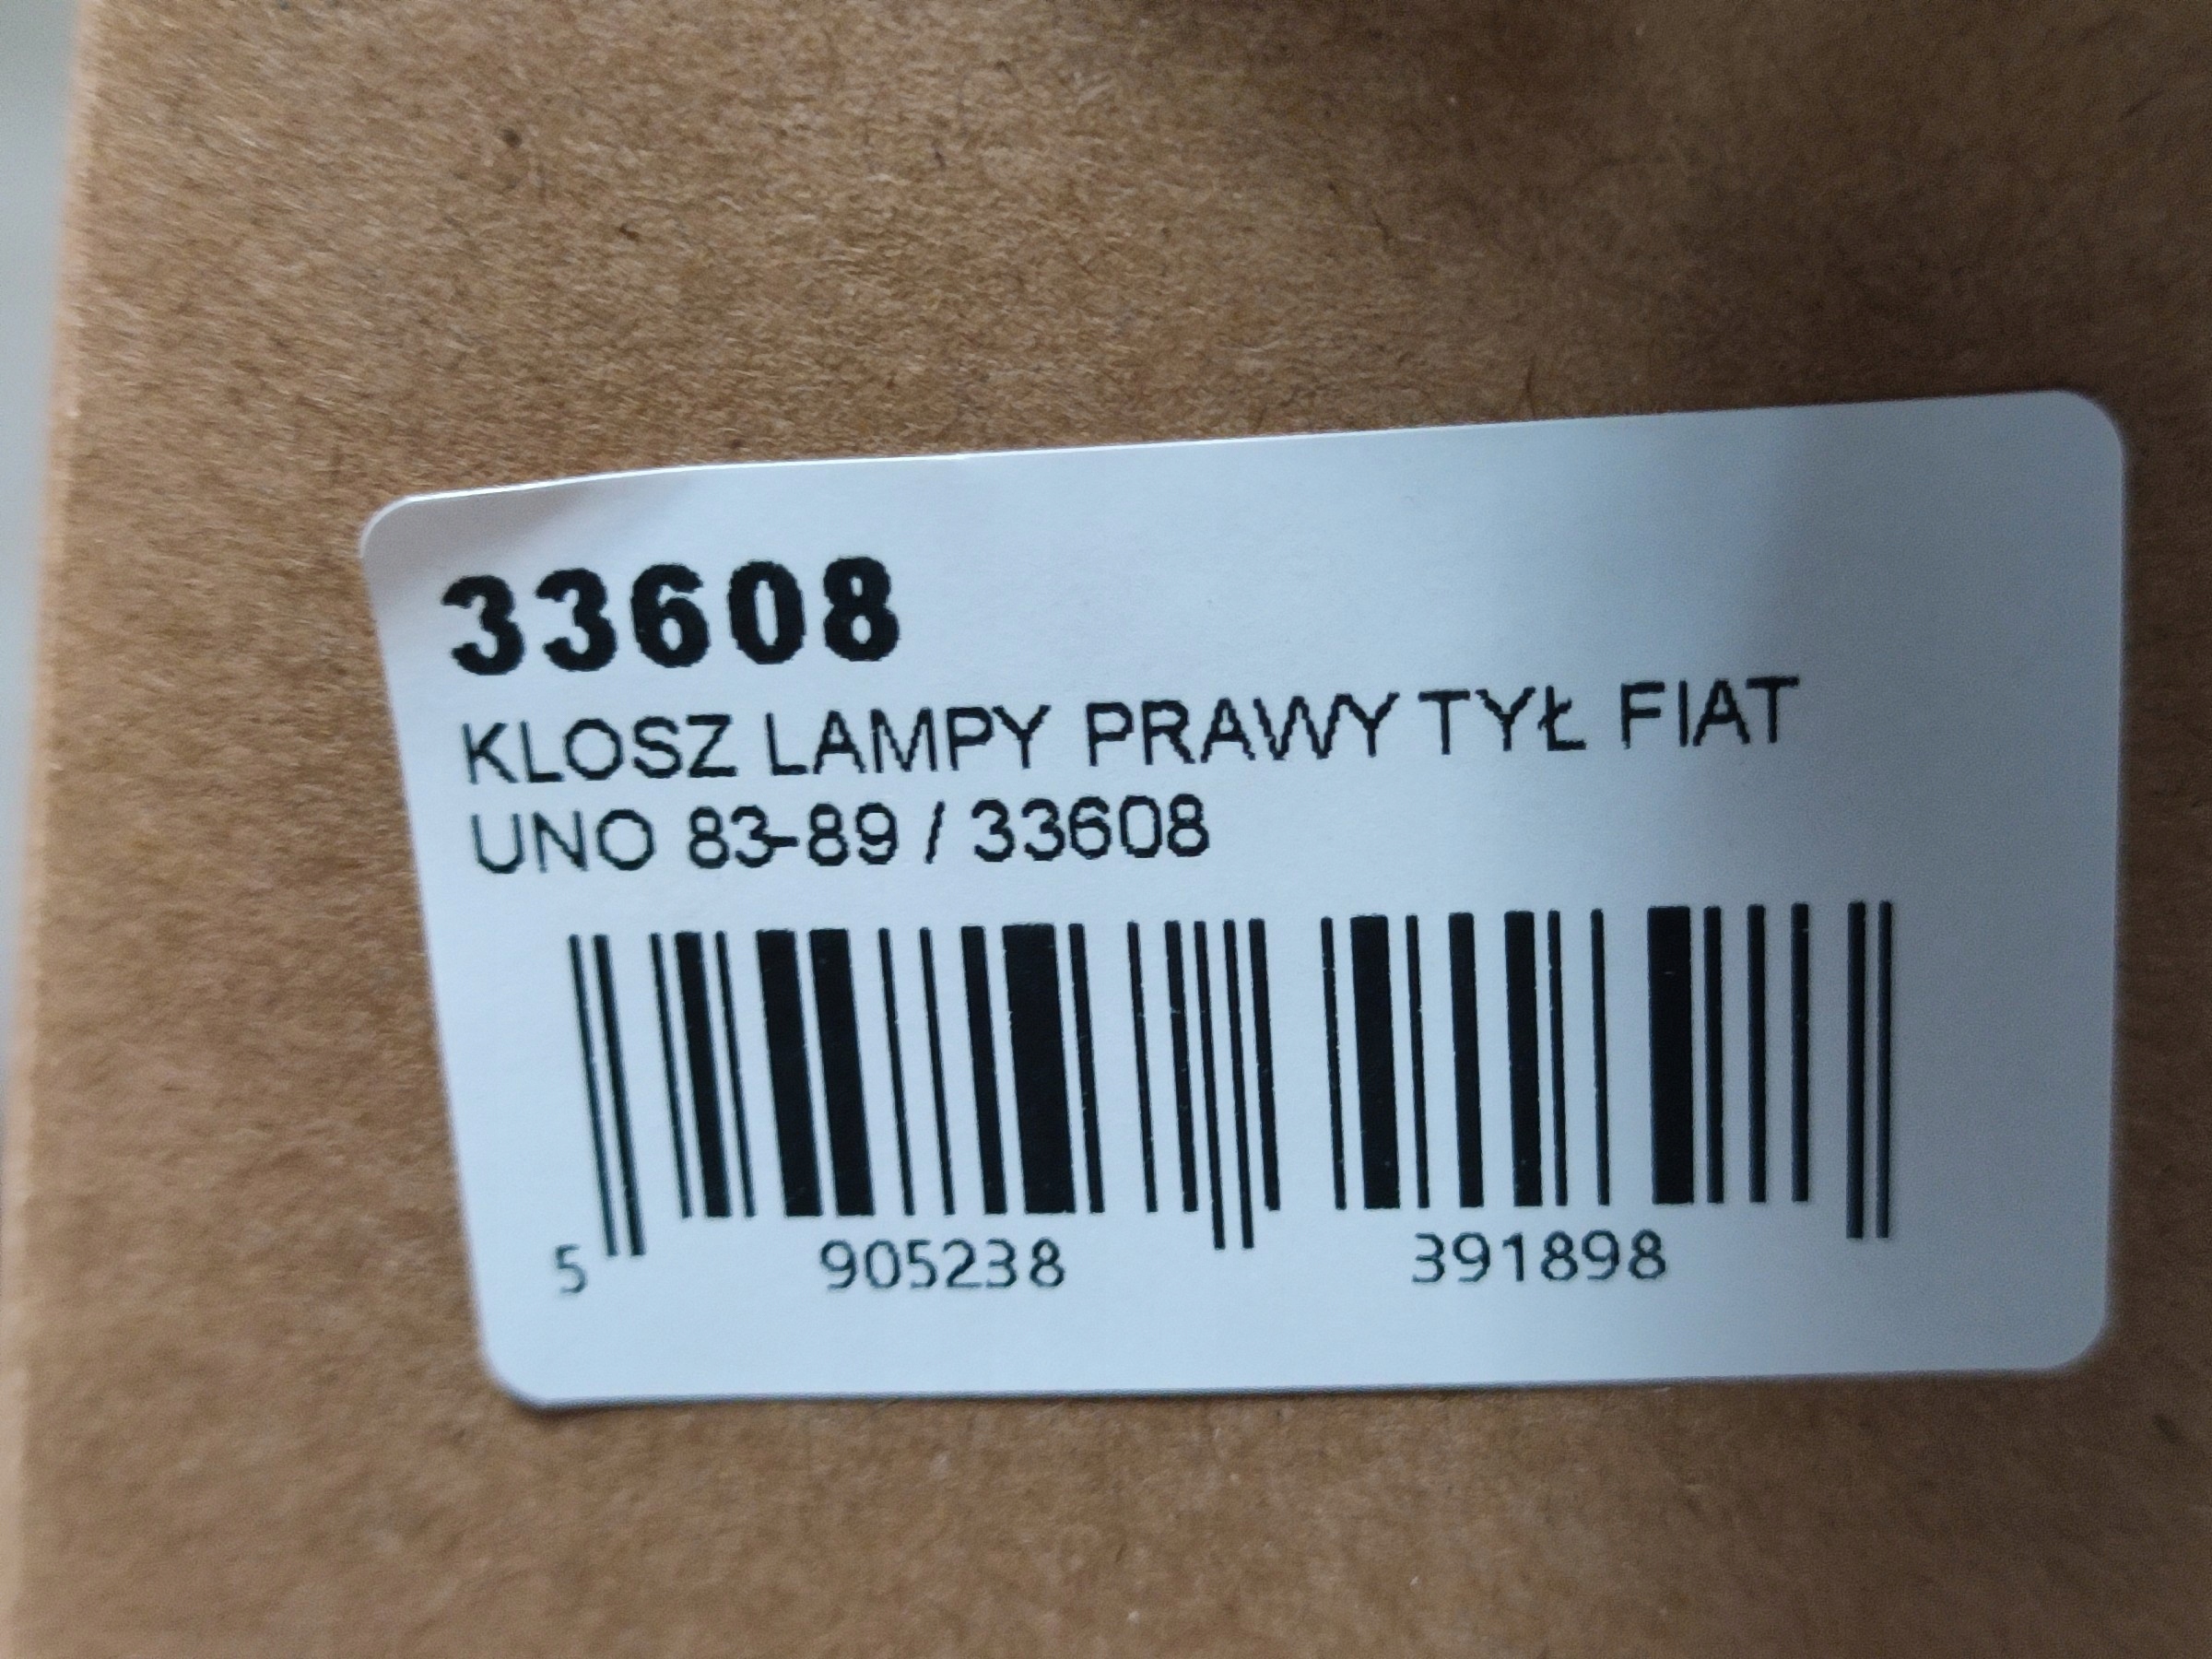 33608
KLOSZ LAMPY PRAWY TYŁ FIAT
UNO 83-89 / 33608
5 905238 391898